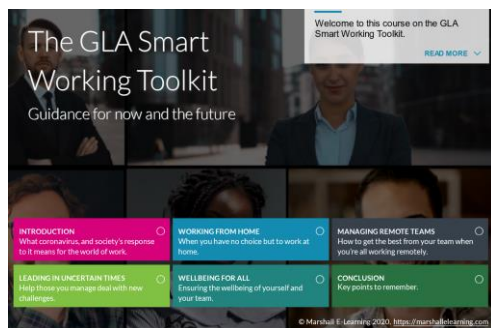 The GLA Smart
Working Toolkit
Guidance for now and the future
Welcome to this course on the GLA
Smart Working Toolkit.
READ MORE
INTRODUCTION
What coronavirus, and society's response
to it means for the world of work.
WORKING FROM HOME
When you have no choice but to work at
home.
MANAGING REMOTE TEAMS
How to get the best from your team when
you're all working remotely.
LEADING IN UNCERTAIN TIMES
Help those you manage deal with new
challenges.
WELLBEING FOR ALL
Ensuring the wellbeing of yourself and
your team.
CONCLUSION
Key points to remember.
© Marshall E-Learning 2020, https://marshallelearning.com